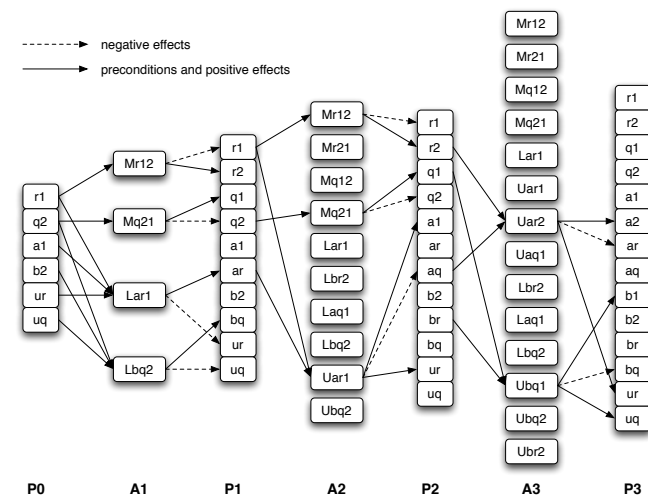 negative effects
preconditions and positive effects
r1
q2
a1
b2
ur
uq
Mr12
Mq21
Lar1
Lbq2
r1
r2
q1
q2
a1
ar
b2
bq
ur
uq
Mr12
Mr21
Mq12
Mq21
Lar1
Lbr2
Laq1
Lbq2
Uar1
Ubq2
r1
r2
q1
q2
a1
ar
aq
b2
br
bq
ur
uq
Mr12
Mr21
Mq12
Mq21
Lar1
Uar1
Uar2
Uaq1
Lbr2
Laq1
Lbq2
Ubq1
Ubq2
Ubr2
r1
r2
q1
q2
a1
a2
ar
aq
b1
b2
br
bq
ur
uq
P0 A1 P1 A2 P2 A3 P3